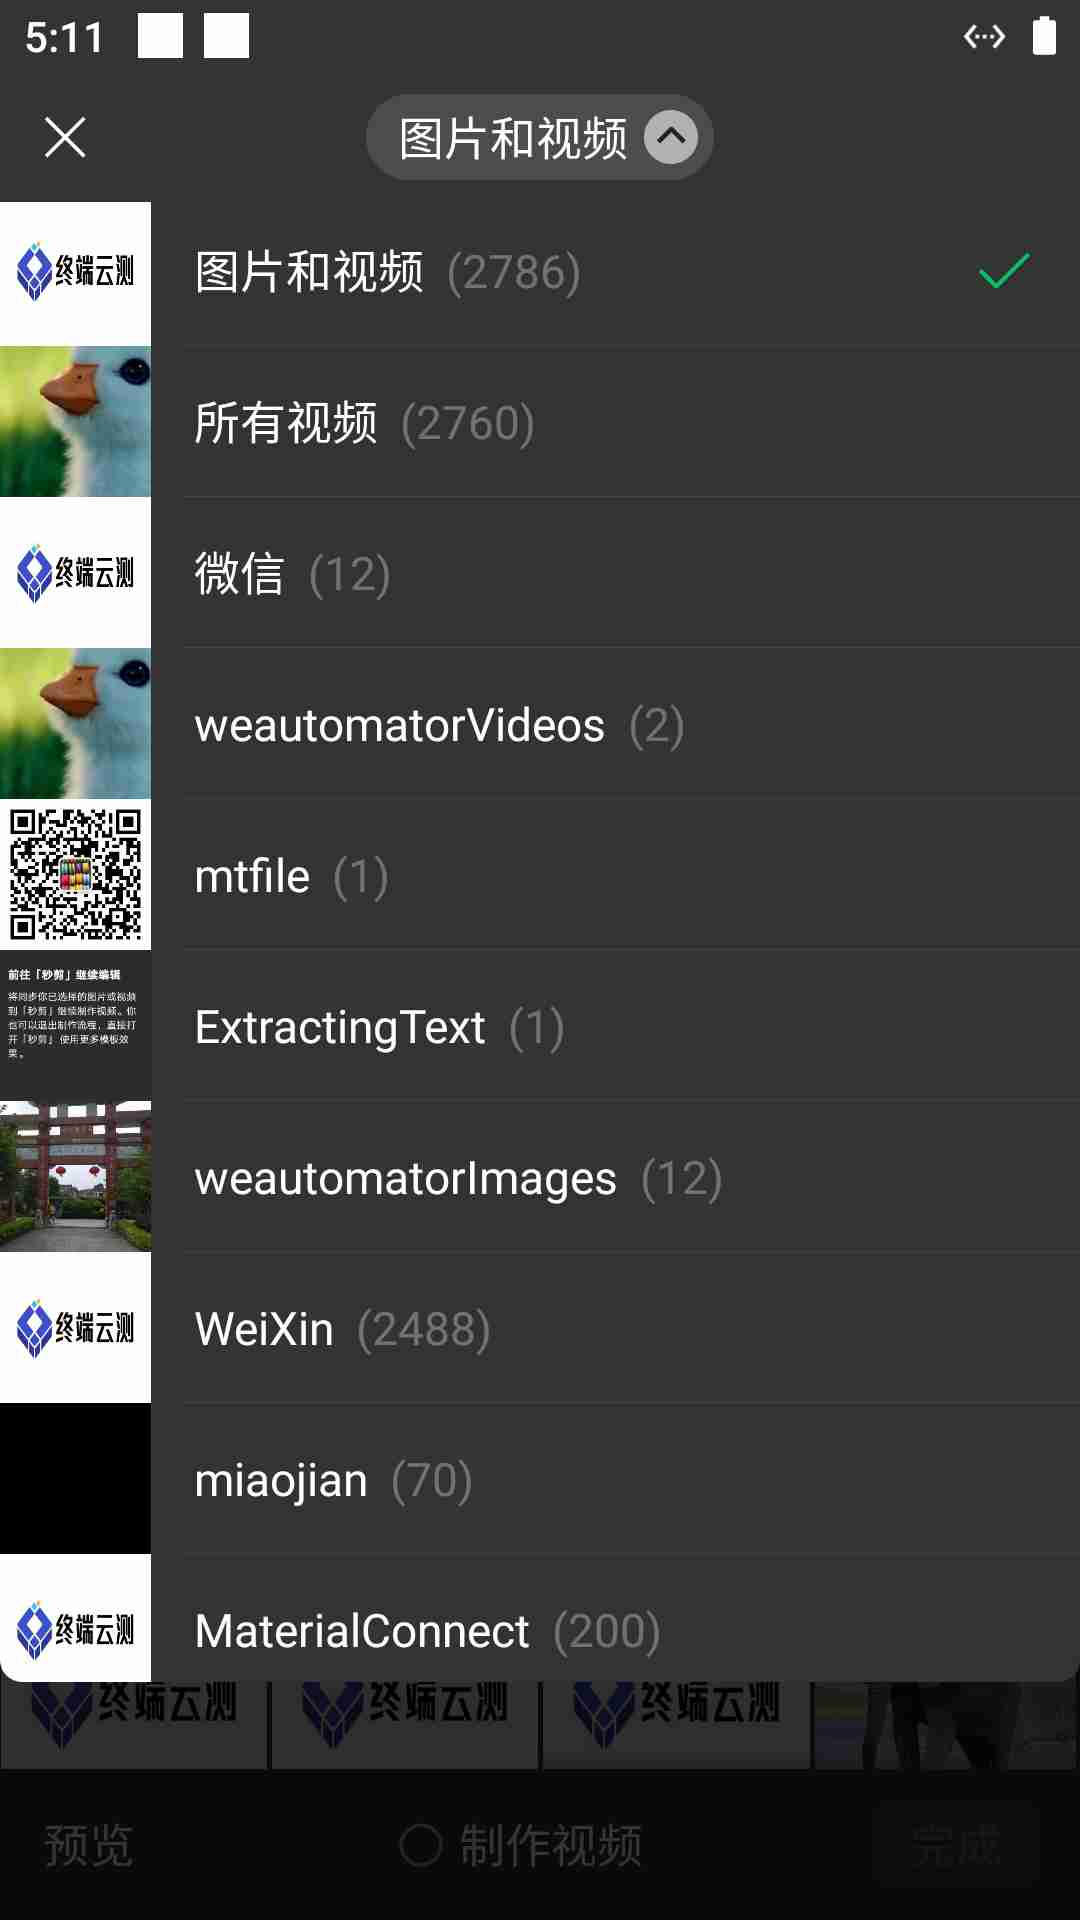 5:11
图片和视频
终端云测
图片和视频 (2786)
所有视频 (2760)
终端云测
微信 (12)
weautomatorVideos (2)
mtfile (1)
前往「秒剪」继续编辑
将同步你已选择的图片或视频
到「秒剪」继续制作视频。你
也可以退出制作流程，直接打
开「秒剪」使用更多模板效
果。
ExtractingText (1)
weautomatorImages (12)
终端云测
WeiXin (2488)
miaojian (70)
终端云测
MaterialConnect (200)
终端云测
终端云测
终端云测
预览
制作视频
完成